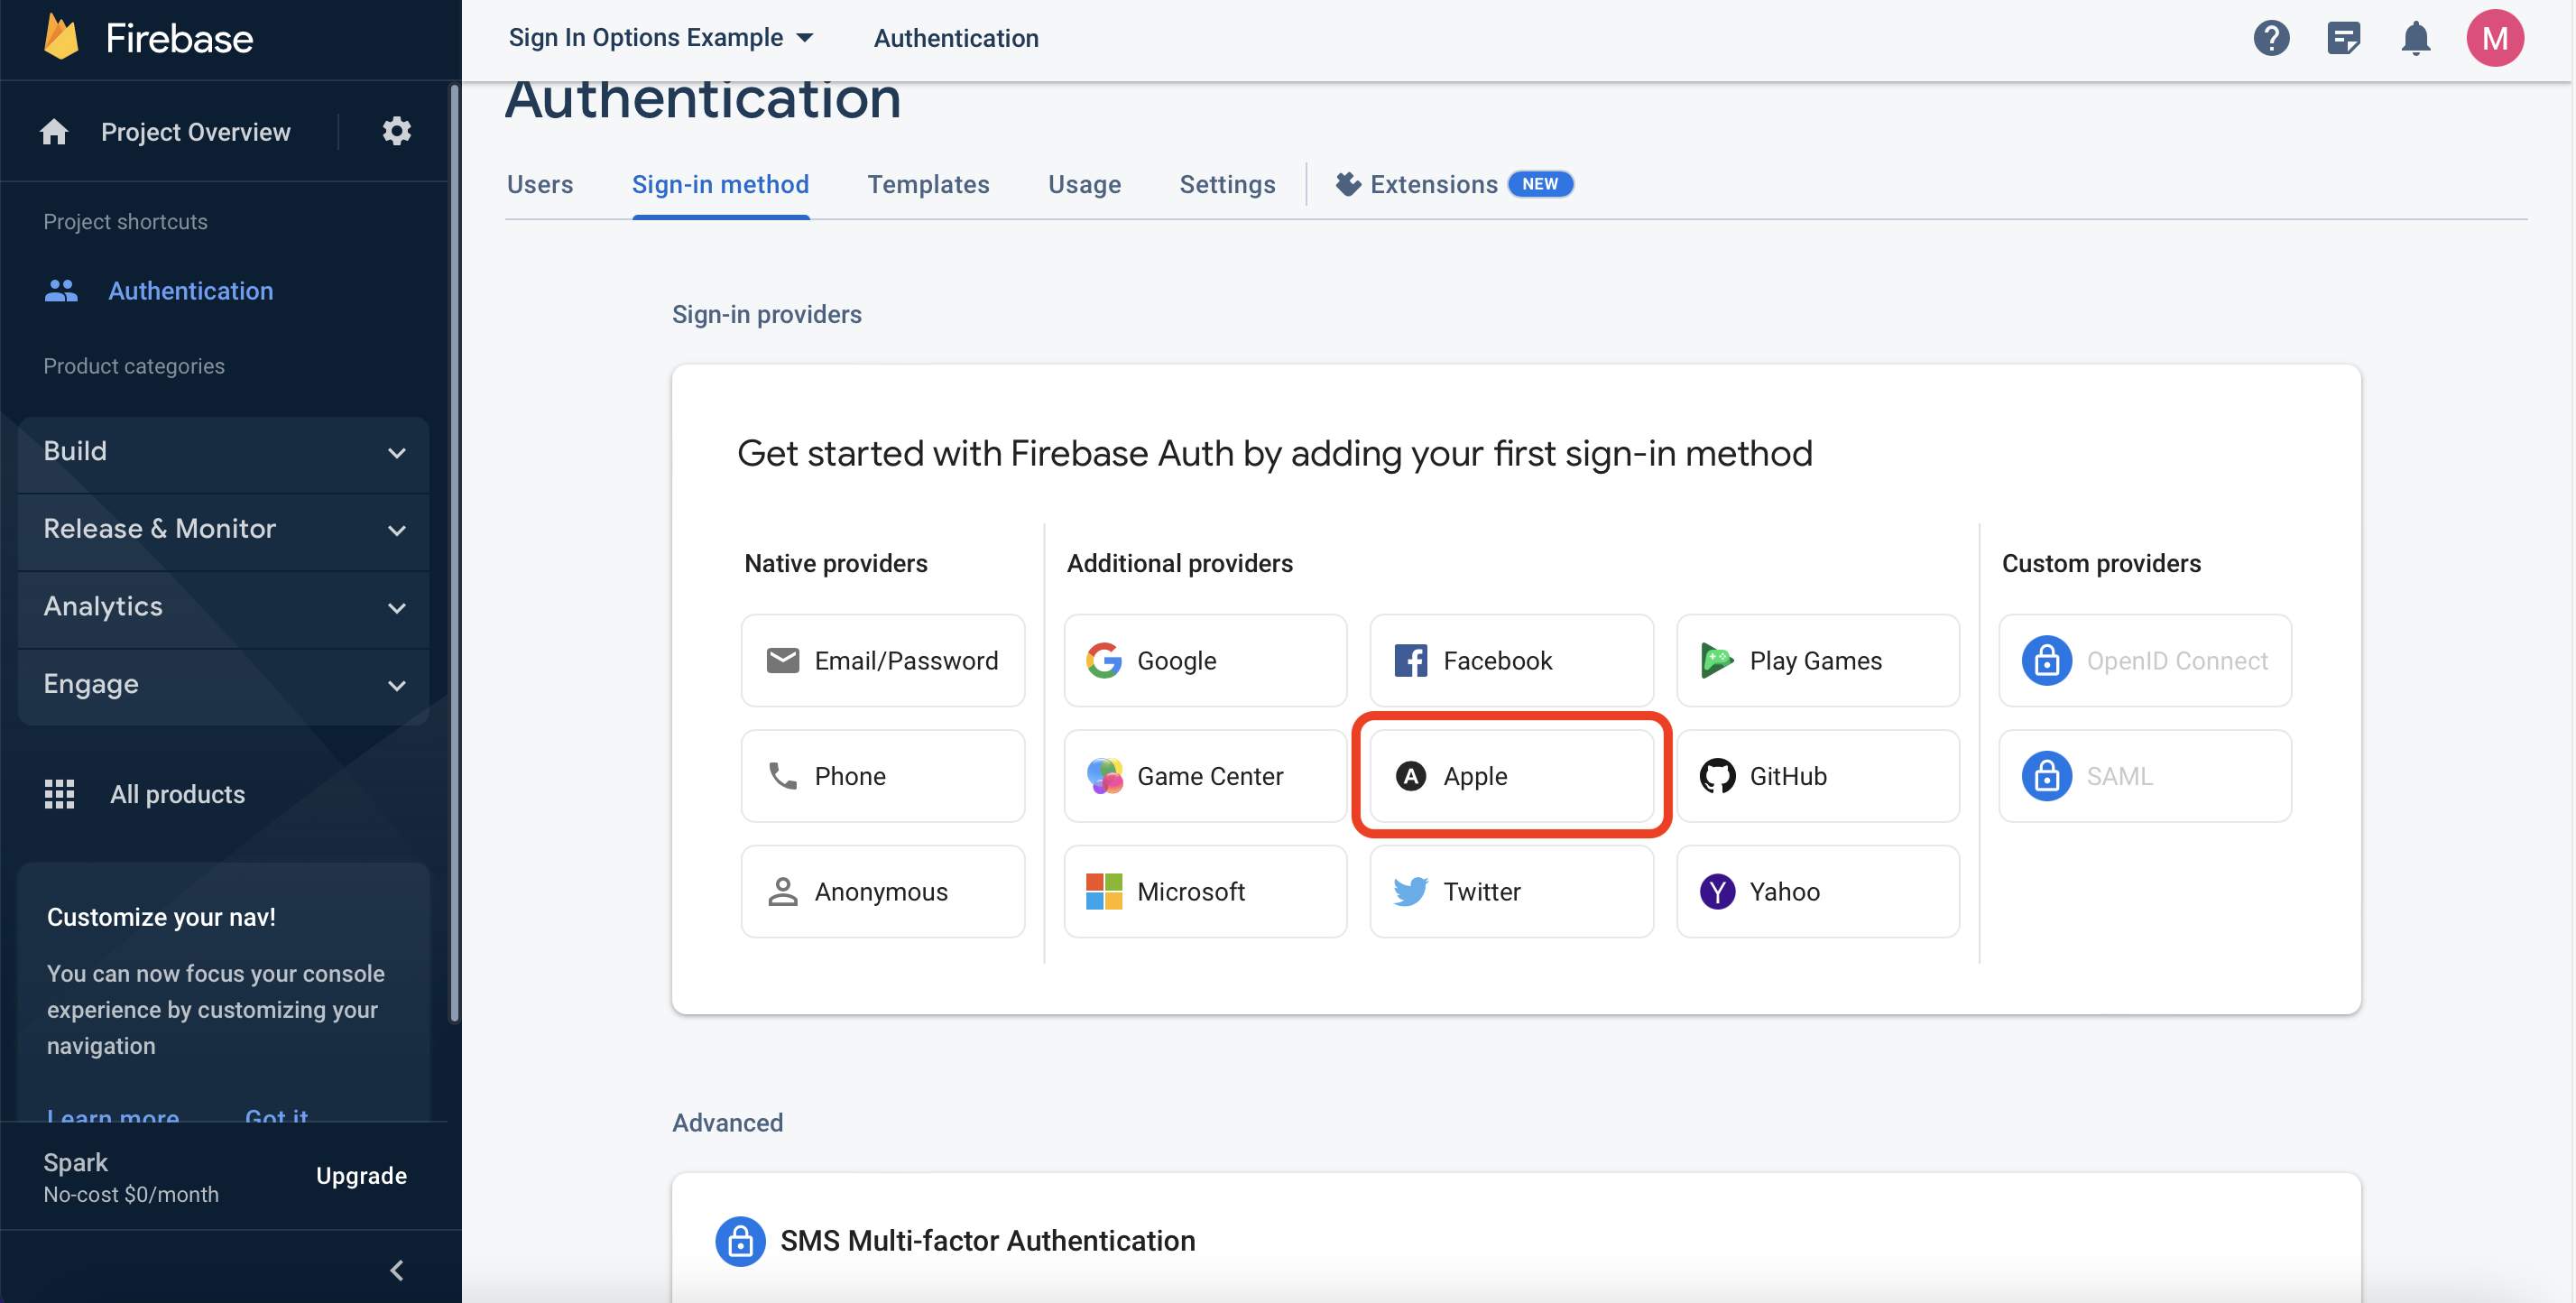 Firebase
Sign In Options Example
Authentication
M
Project Overview
Project shortcuts
Authentication
Product categories
Build
Release & Monitor
Analytics
Engage
All products
Customize your nav!
You can now focus your console
experience by customizing your
navigation
Learn more
Got it
Spark
No-cost $0/month
Upgrade
Authentication
Users
Sign-in method
Templates
Usage
Settings
Extensions
NEW
Sign-in providers
Get started with Firebase Auth by adding your first sign-in method
Native providers
Additional providers
Custom providers
Email/Password
Google
Facebook
Play Games
OpenID Connect
Phone
Game Center
A
Apple
GitHub
SAML
Anonymous
Microsoft
Twitter
Y
Yahoo
Advanced
SMS Multi-factor Authentication